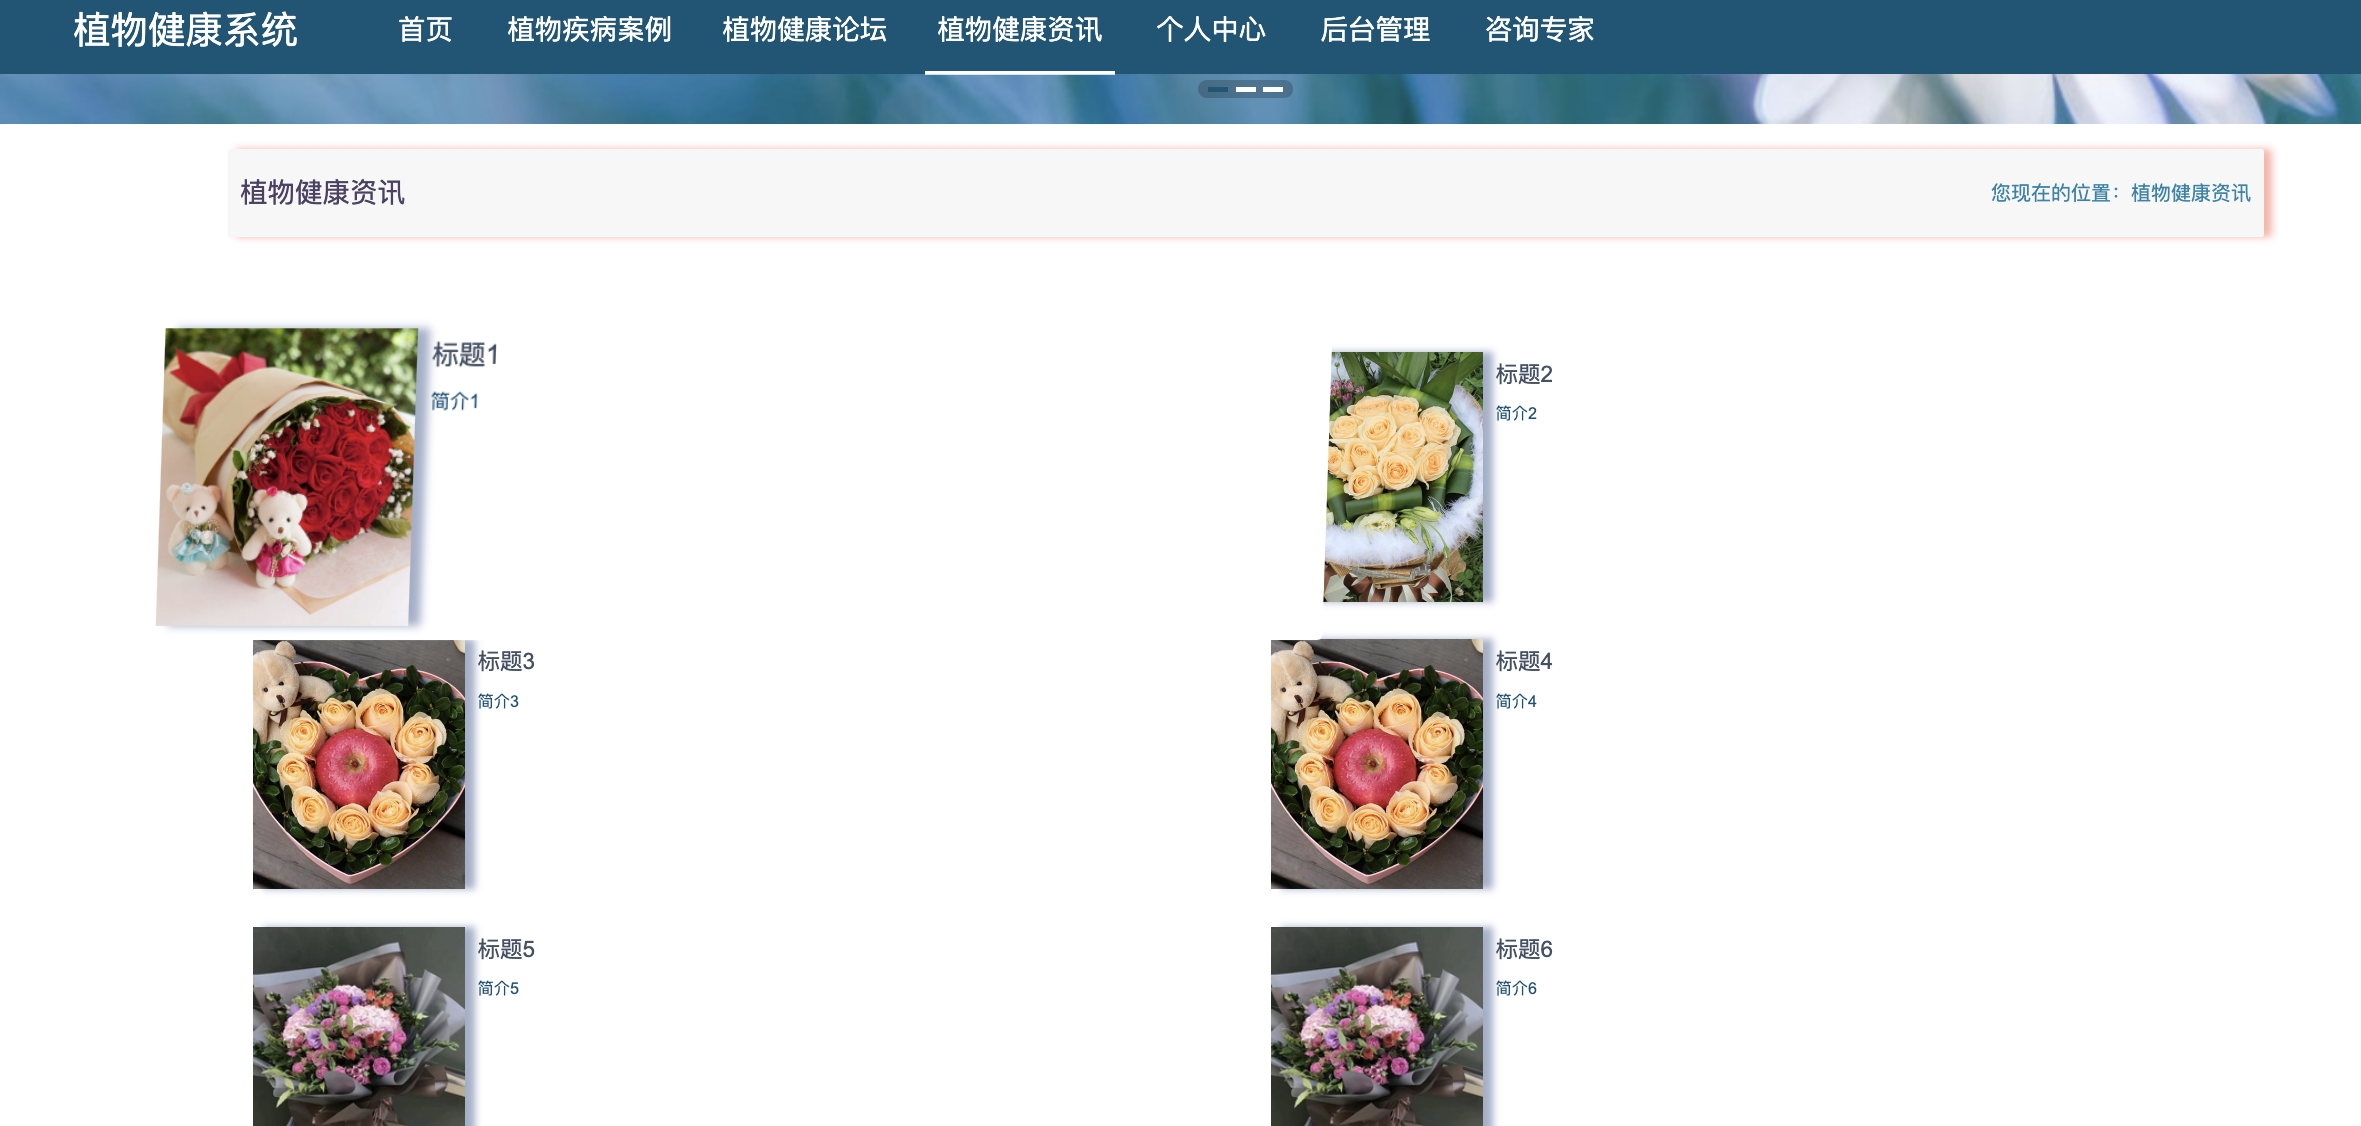 植物健康系统 首页 植物疾病案例 植物健康论坛 植物健康资讯 个人中心 后台管理 咨询专家
植物健康资讯 您现在的位置：植物健康资讯
标题1
简介1
标题2
简介2
标题3
简介3
标题4
简介4
标题5
简介5
标题6
简介6